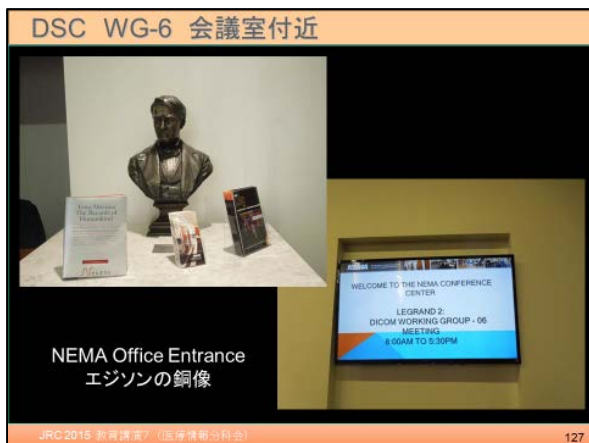 DSC WG-6 会議室付近
NEMA
WELCOME TO THE NEMA CONFERENCE
CENTER
LEGRAND 2:
DICOM WORKING GROUP - 06
MEETING
8:00AM TO 5:30PM
NEMA Office Entrance
エジソンの銅像
JRC 2015 教育講演7 (医療情報分科会)
127